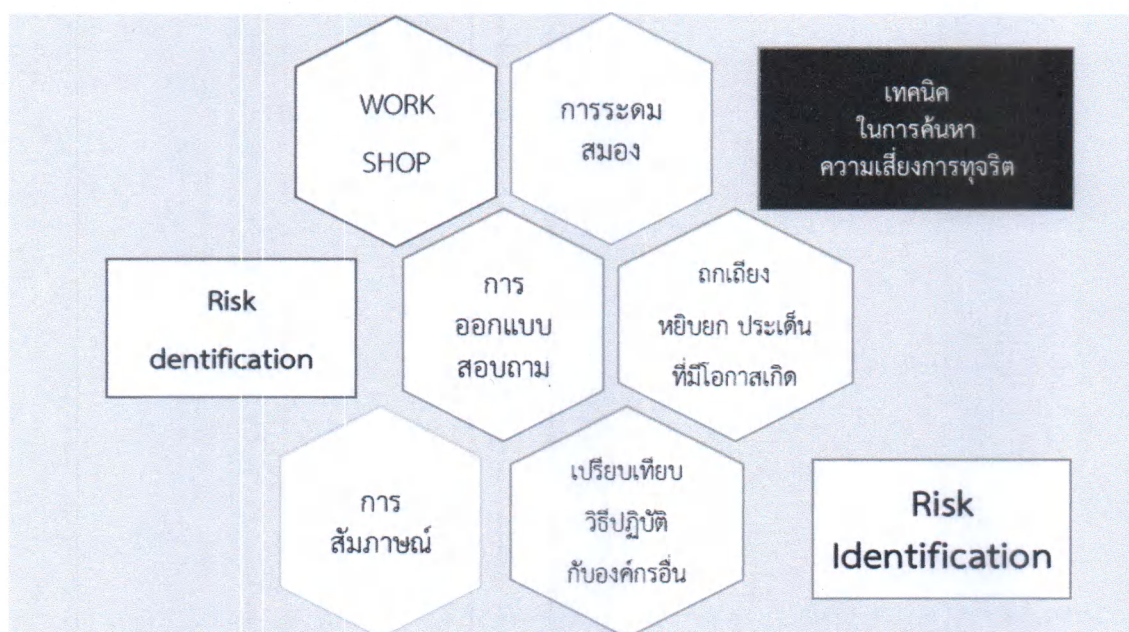 WORK
SHOP
การระดม
สมอง
เทคนิค
ในการค้นหา
ความเสี่ยงการทุจริต
Risk
dentification
การ
ออกแบบ
สอบถาม
ถกเถียง
หยิบยก ประเด็น
ที่มีโอกาสเกิด
การ
สัมภาษณ์
เปรียบเทียบ
วิธีปฏิบัติ
กับองค์กรอื่น
Risk
Identification